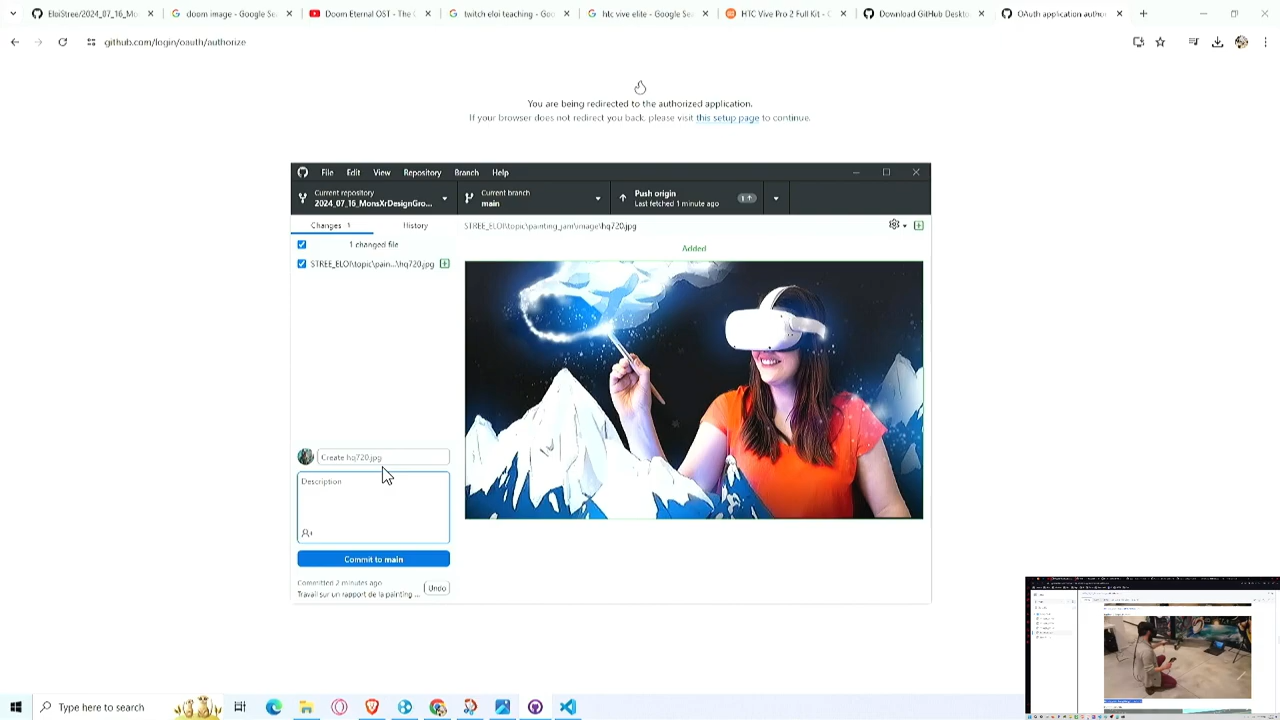 EloiStree/2024_07_16_Mo
doom image - Google S
Doom Eternal OST - The
twitch eloi teaching - Goo
htc vive elite - Google Se
HTC Vive Pro 2 Full Kit - C
Download GitHub Deskto
OAuth application autho
github.com/login/oauth/authorize
You are being redirected to the authorized application.
If your browser does not redirect you back, please visit this setup page to continue.
File Edit View Repository Branch Help
Current repository
2024_07_16_MonsXrDesignGro...
Current branch
main
Push origin
Last fetched 1 minute ago
1
Changes 1
History
STREE_ELOI\topic\painting_jam\image\hq720.jpg
1 changed file
Added
STREE_ELOI\topic\pain...\hq720.jpg
Create hq720.jpg
Description
Commit to main
Committed 2 minutes ago
Travail sur un rapport de la painting ...
Undo
Type here to search